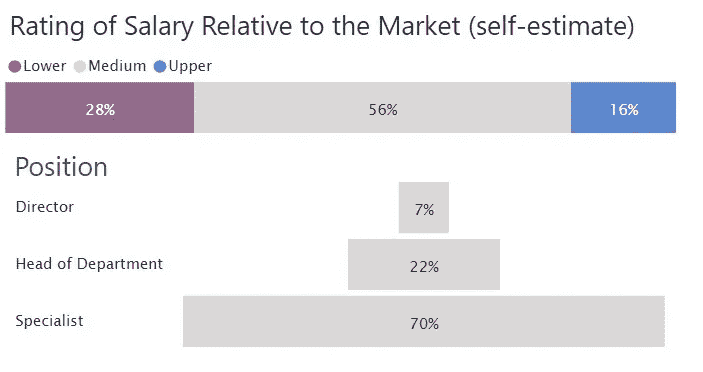 Rating of Salary Relative to the Market (self-estimate)
Lower Medium Upper
28% 56% 16%
Position
Director 7%
Head of Department 22%
Specialist 70%